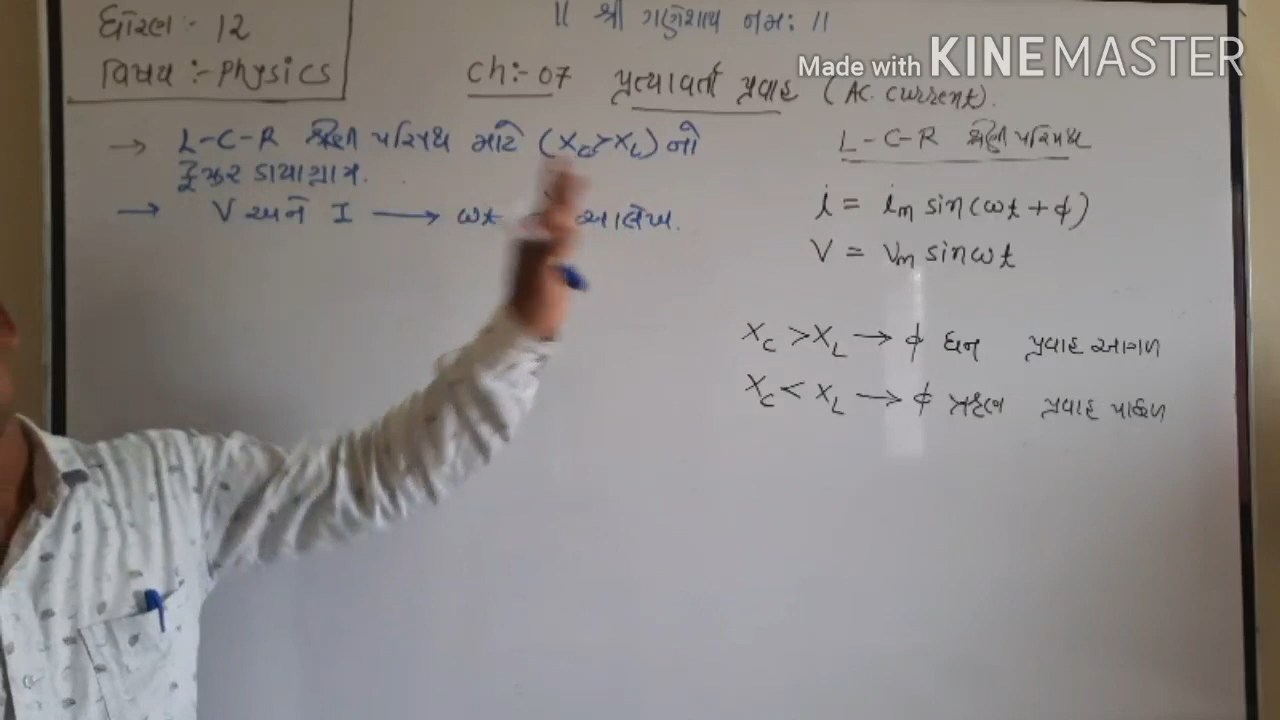 ધોરણ :- 12
વિષય :- Physics
॥ શ્રી ગણેશાય નમઃ ॥
Made with KINEMASTER
Ch:- 07 પ્રત્યાવર્તી પ્રવાહ (AC. Current).
→ L-C-R શ્રેણી પરિપથ માટે (Xc>XL) નો
ફેઝર ડાયાગ્રામ.
→ V અને I → ωt આલેખ.
L-C-R શ્રેણી પરિપથ
i = im sin(ωt + ϕ)
V = Vm sinωt
Xc > XL → ϕ ધન પ્રવાહ આગળ
Xc < XL → ϕ ઋણ પ્રવાહ પાછળ